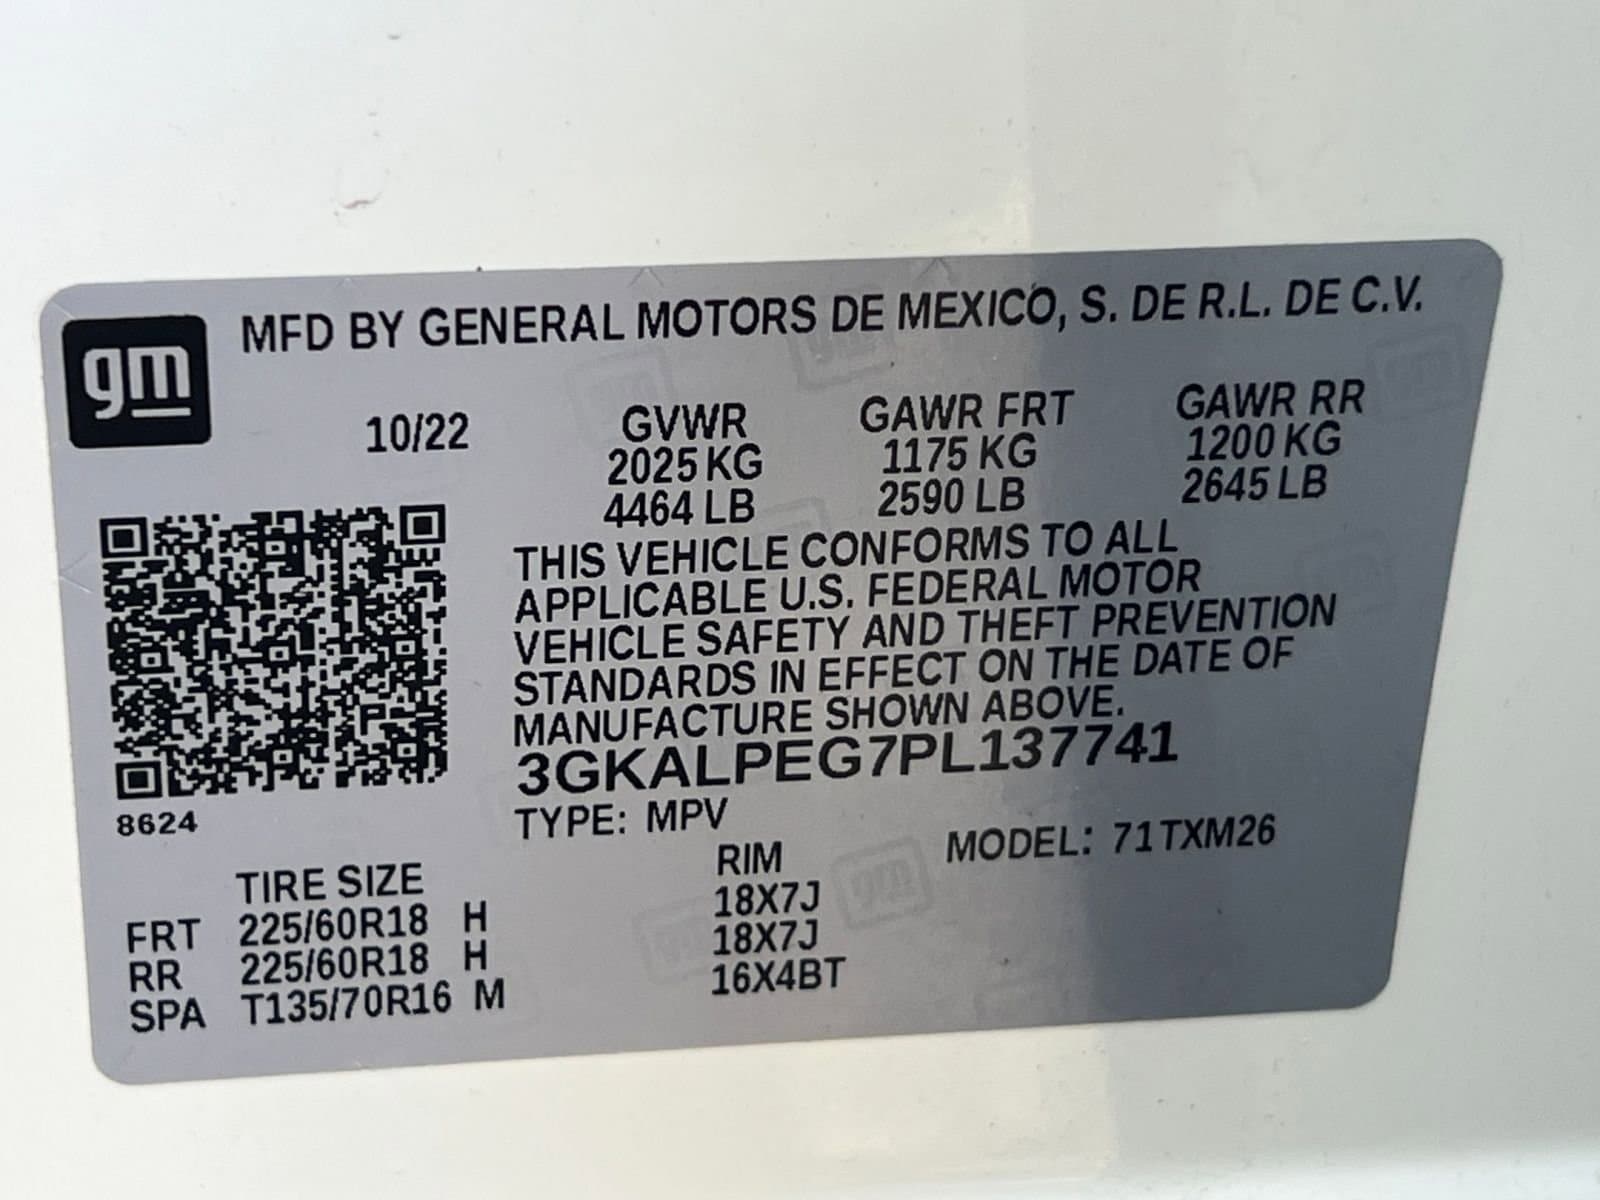 gm
MFD BY GENERAL MOTORS DE MEXICO, S. DE R.L. DE C.V.
10/22 GVWR GAWR FRT GAWR RR
2025 KG 1175 KG 1200 KG
4464 LB 2590 LB 2645 LB
THIS VEHICLE CONFORMS TO ALL
APPLICABLE U.S. FEDERAL MOTOR
VEHICLE SAFETY AND THEFT PREVENTION
STANDARDS IN EFFECT ON THE DATE OF
MANUFACTURE SHOWN ABOVE.
3GKALPEG7PL137741
8624
TYPE: MPV MODEL: 71TXM26
TIRE SIZE RIM
FRT 225/60R18 H 18X7J
RR 225/60R18 H 18X7J
SPA T135/70R16 M 16X4BT